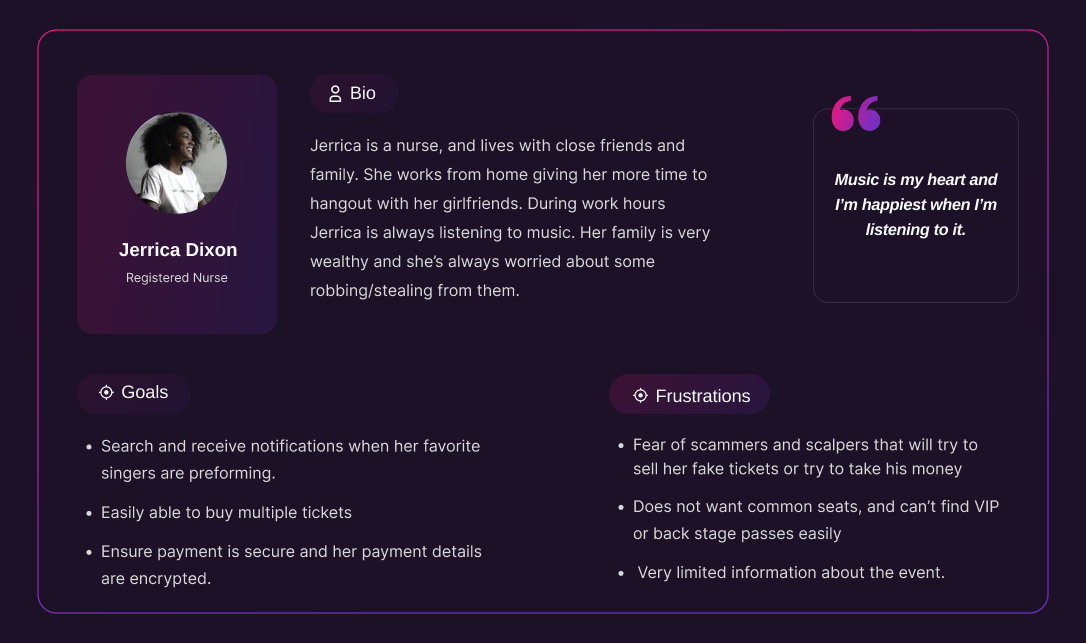 Jerrica Dixon
Registered Nurse
Bio
Jerrica is a nurse, and lives with close friends and
family. She works from home giving her more time to
hangout with her girlfriends. During work hours
Jerrica is always listening to music. Her family is very
wealthy and she’s always worried about some
robbing/stealing from them.
Music is my heart and
I’m happiest when I’m
listening to it.
Goals
• Search and receive notifications when her favorite
singers are preforming.
• Easily able to buy multiple tickets
• Ensure payment is secure and her payment details
are encrypted.
Frustrations
• Fear of scammers and scalpers that will try to
sell her fake tickets or try to take his money
• Does not want common seats, and can’t find VIP
or back stage passes easily
• Very limited information about the event.